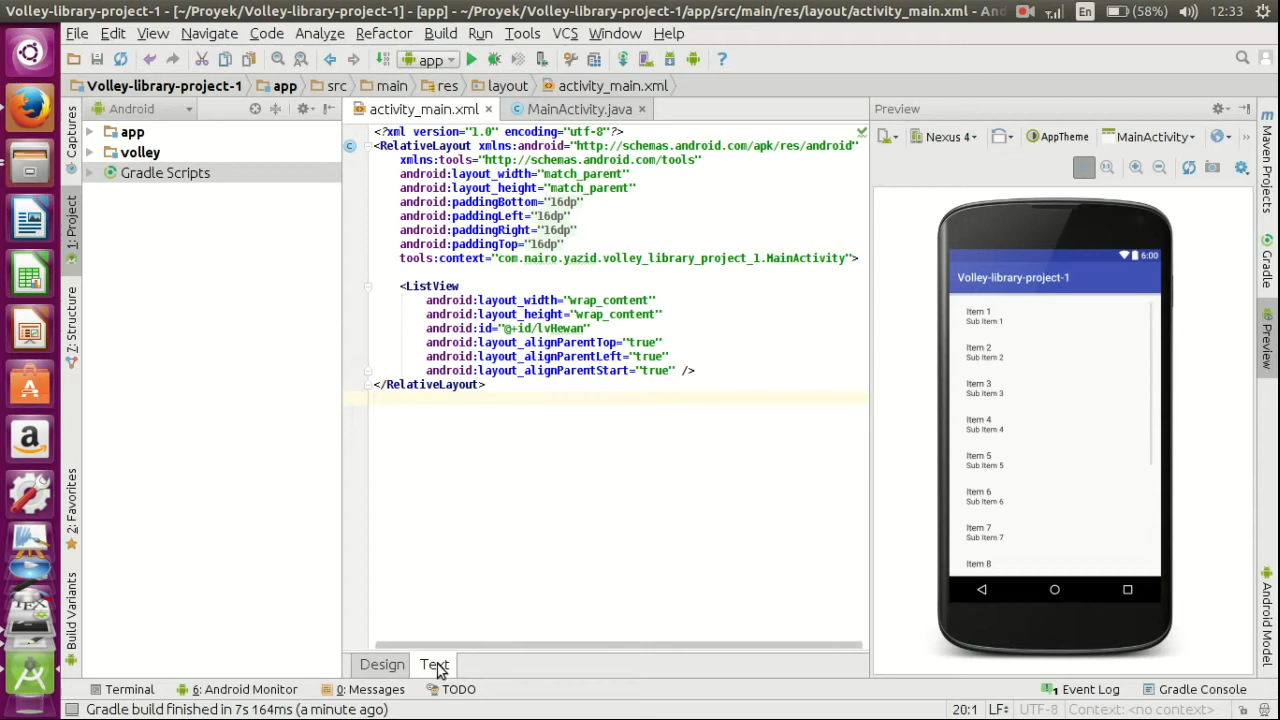 Volley-library-project-1 - [~/Proyek/Volley-library-project-1] - [app] - ~/Proyek/Volley-library-project-1/app/src/main/res/layout/activity_main.xml - And
En
(58%)
12:33
File Edit View Navigate Code Analyze Refactor Build Run Tools VCS Window Help
app
Volley-library-project-1 app src main res layout activity_main.xml
Captures
1: Project
7: Structure
2: Favorites
Build Variants
Android
app
volley
Gradle Scripts
activity_main.xml
MainActivity.java
<?xml version="1.0" encoding="utf-8"?>
<RelativeLayout xmlns:android="http://schemas.android.com/apk/res/android"
xmlns:tools="http://schemas.android.com/tools"
android:layout_width="match_parent"
android:layout_height="match_parent"
android:paddingBottom="16dp"
android:paddingLeft="16dp"
android:paddingRight="16dp"
android:paddingTop="16dp"
tools:context="com.nairo.yazid.volley_library_project_1.MainActivity">
<ListView
android:layout_width="wrap_content"
android:layout_height="wrap_content"
android:id="@+id/lvHewan"
android:layout_alignParentTop="true"
android:layout_alignParentLeft="true"
android:layout_alignParentStart="true" />
</RelativeLayout>
Design
Text
Preview
Nexus 4
AppTheme
MainActivity
6:00
Volley-library-project-1
Item 1
Sub Item 1
Item 2
Sub Item 2
Item 3
Sub Item 3
Item 4
Sub Item 4
Item 5
Sub Item 5
Item 6
Sub Item 6
Item 7
Sub Item 7
Item 8
Maven Projects
Gradle
Preview
Android Model
Terminal
6: Android Monitor
0: Messages
TODO
1 Event Log
Gradle Console
Gradle build finished in 7s 164ms (a minute ago)
20:1
LF
UTF-8
Context: <no context>